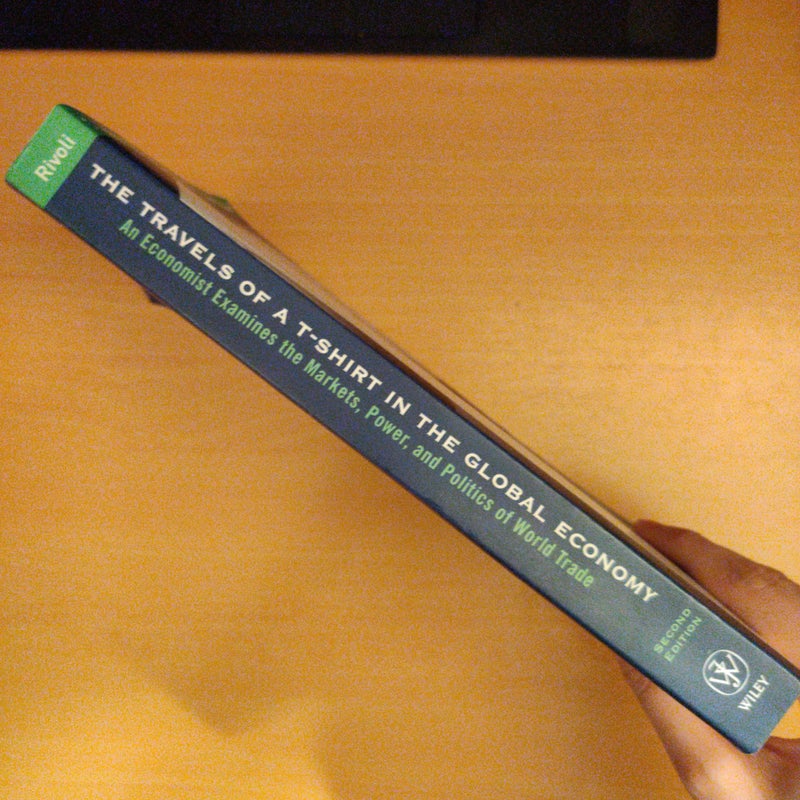 Rivoli
THE TRAVELS OF A T-SHIRT IN THE GLOBAL ECONOMY
An Economist Examines the Markets, Power, and Politics of World Trade
SECOND
EDITION
WILEY